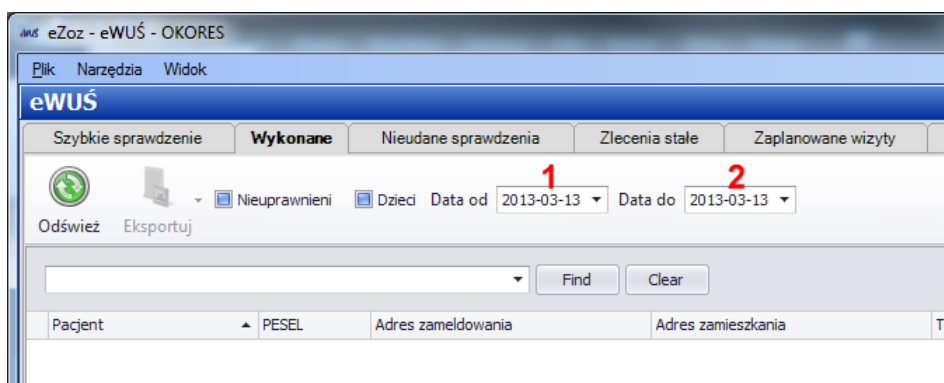 eWUŚ eZoz - eWUŚ - OKORES
Plik Narzędzia Widok
eWUŚ
Szybkie sprawdzenie Wykonane Nieudane sprawdzenia Zlecenia stałe Zaplanowane wizyty
1 2
Odśwież Eksportuj Nieuprawnieni Dzieci Data od 2013-03-13 Data do 2013-03-13
Find Clear
Pacjent PESEL Adres zameldowania Adres zamieszkania T